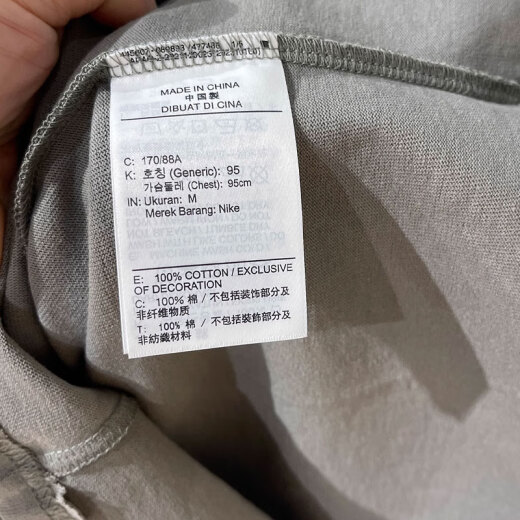 MADE IN CHINA
中国製
DIBUAT DI CINA
C: 170/88A
K: 호칭 (Generic): 95
가슴둘레 (Chest): 95cm
IN: Ukuran: M
Merek Barang: Nike
E: 100% COTTON / EXCLUSIVE
OF DECORATION
C: 100% 棉 / 不包括装饰部分及
非纤维物质
T: 100% 棉 / 不包括裝飾部分及
非紡織材料